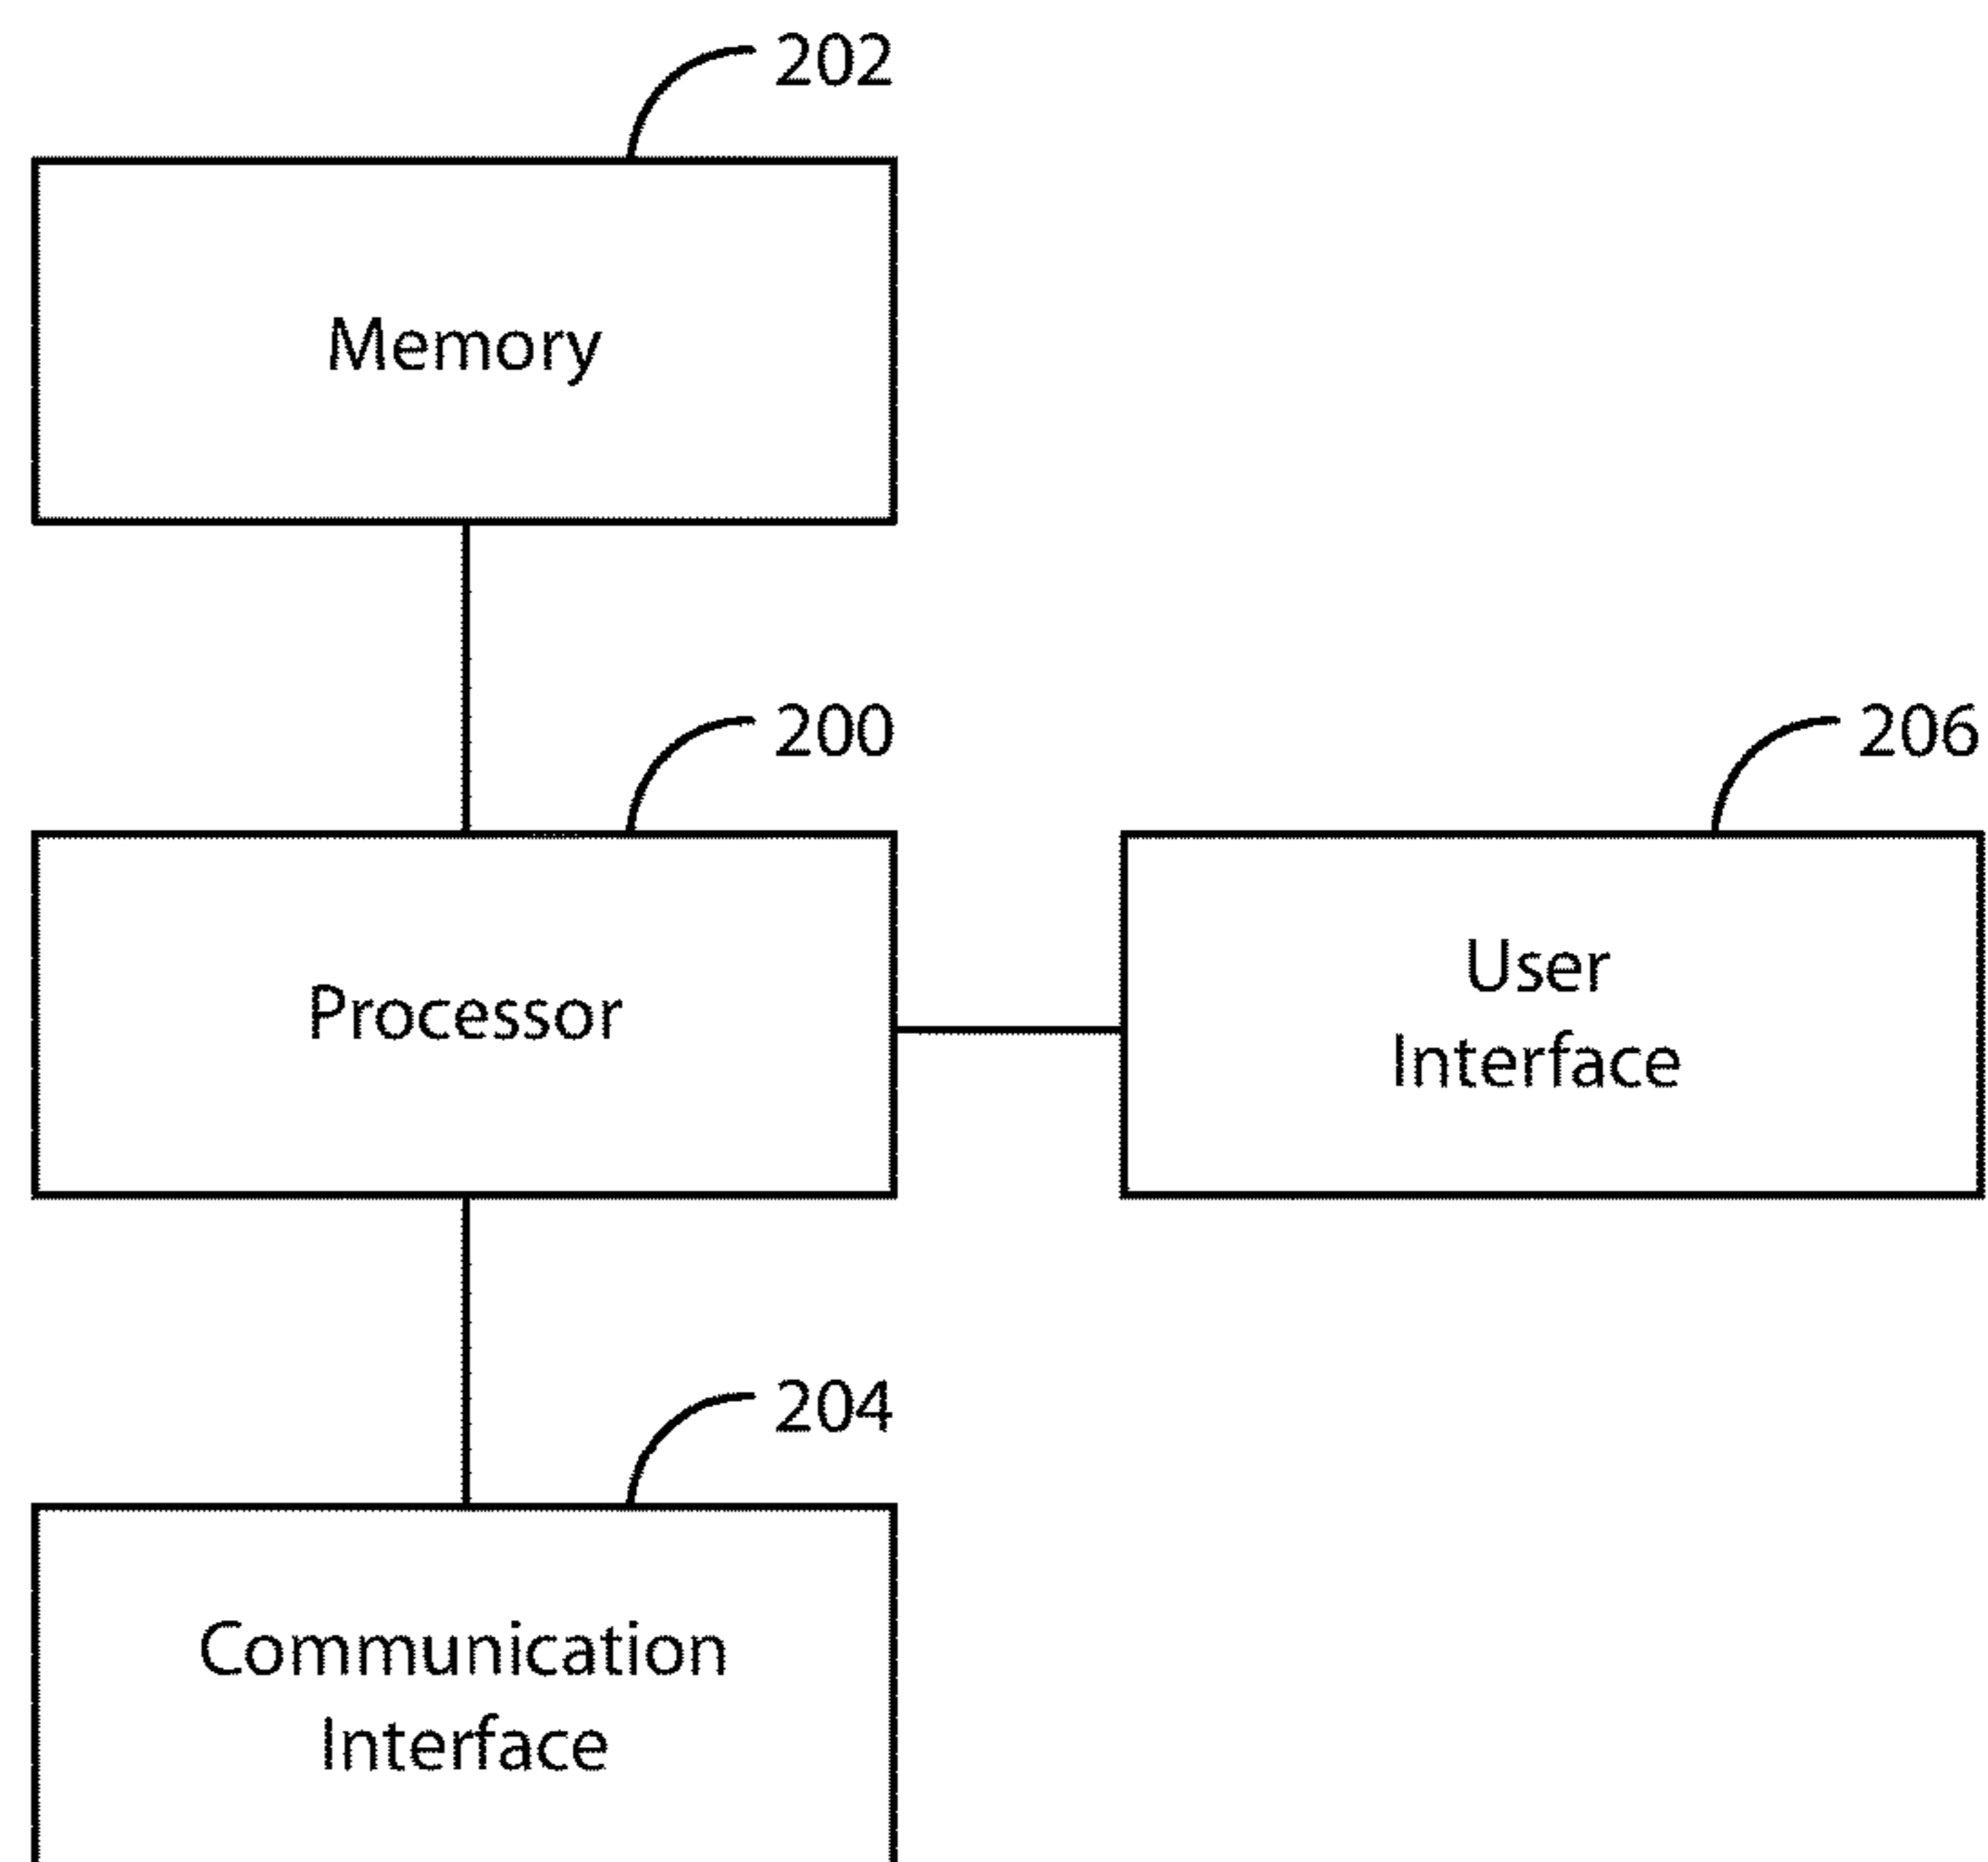 202
Memory
200
206
Processor
User
Interface
204
Communication
Interface